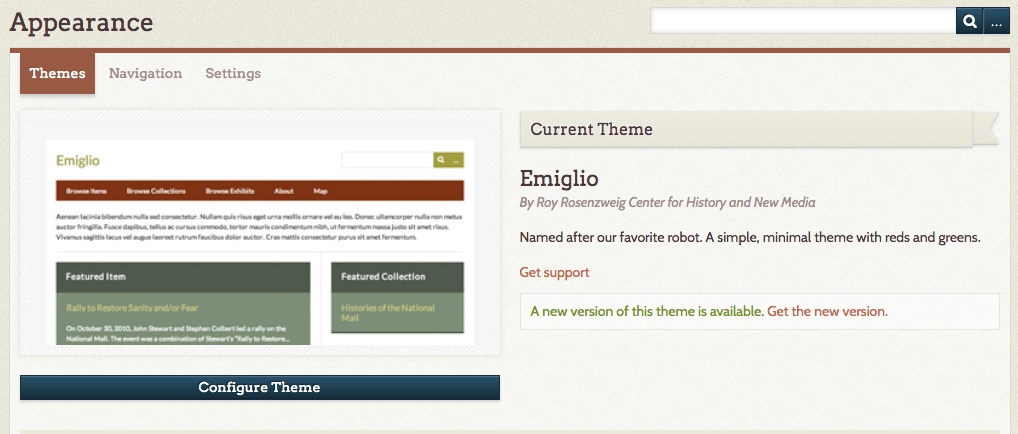 Appearance
...
Themes Navigation Settings
Emiglio
...
Browse Items Browse Collections Browse Exhibits About Map
Aenean lacinia bibendum nulla sed consectetur. Nullam quis risus eget urna mollis ornare vel eu leo. Donec ullamcorper nulla non metus
auctor fringilla. Fusce dapibus, tellus ac cursus commodo, tortor mauris condimentum nibh, ut fermentum massa justo sit amet risus.
Vivamus sagittis lacus vel augue laoreet rutrum faucibus dolor auctor. Cras mattis consectetur purus sit amet fermentum.
Featured Item
Rally to Restore Sanity and/or Fear
On October 30, 2010, John Stewart and Stephen Colbert led a rally on the
National Mall. The event was a combination of Stewart's "Rally to Restore...
Featured Collection
Histories of the National
Mall
Configure Theme
Current Theme
Emiglio
By Roy Rosenzweig Center for History and New Media
Named after our favorite robot. A simple, minimal theme with reds and greens.
Get support
A new version of this theme is available. Get the new version.